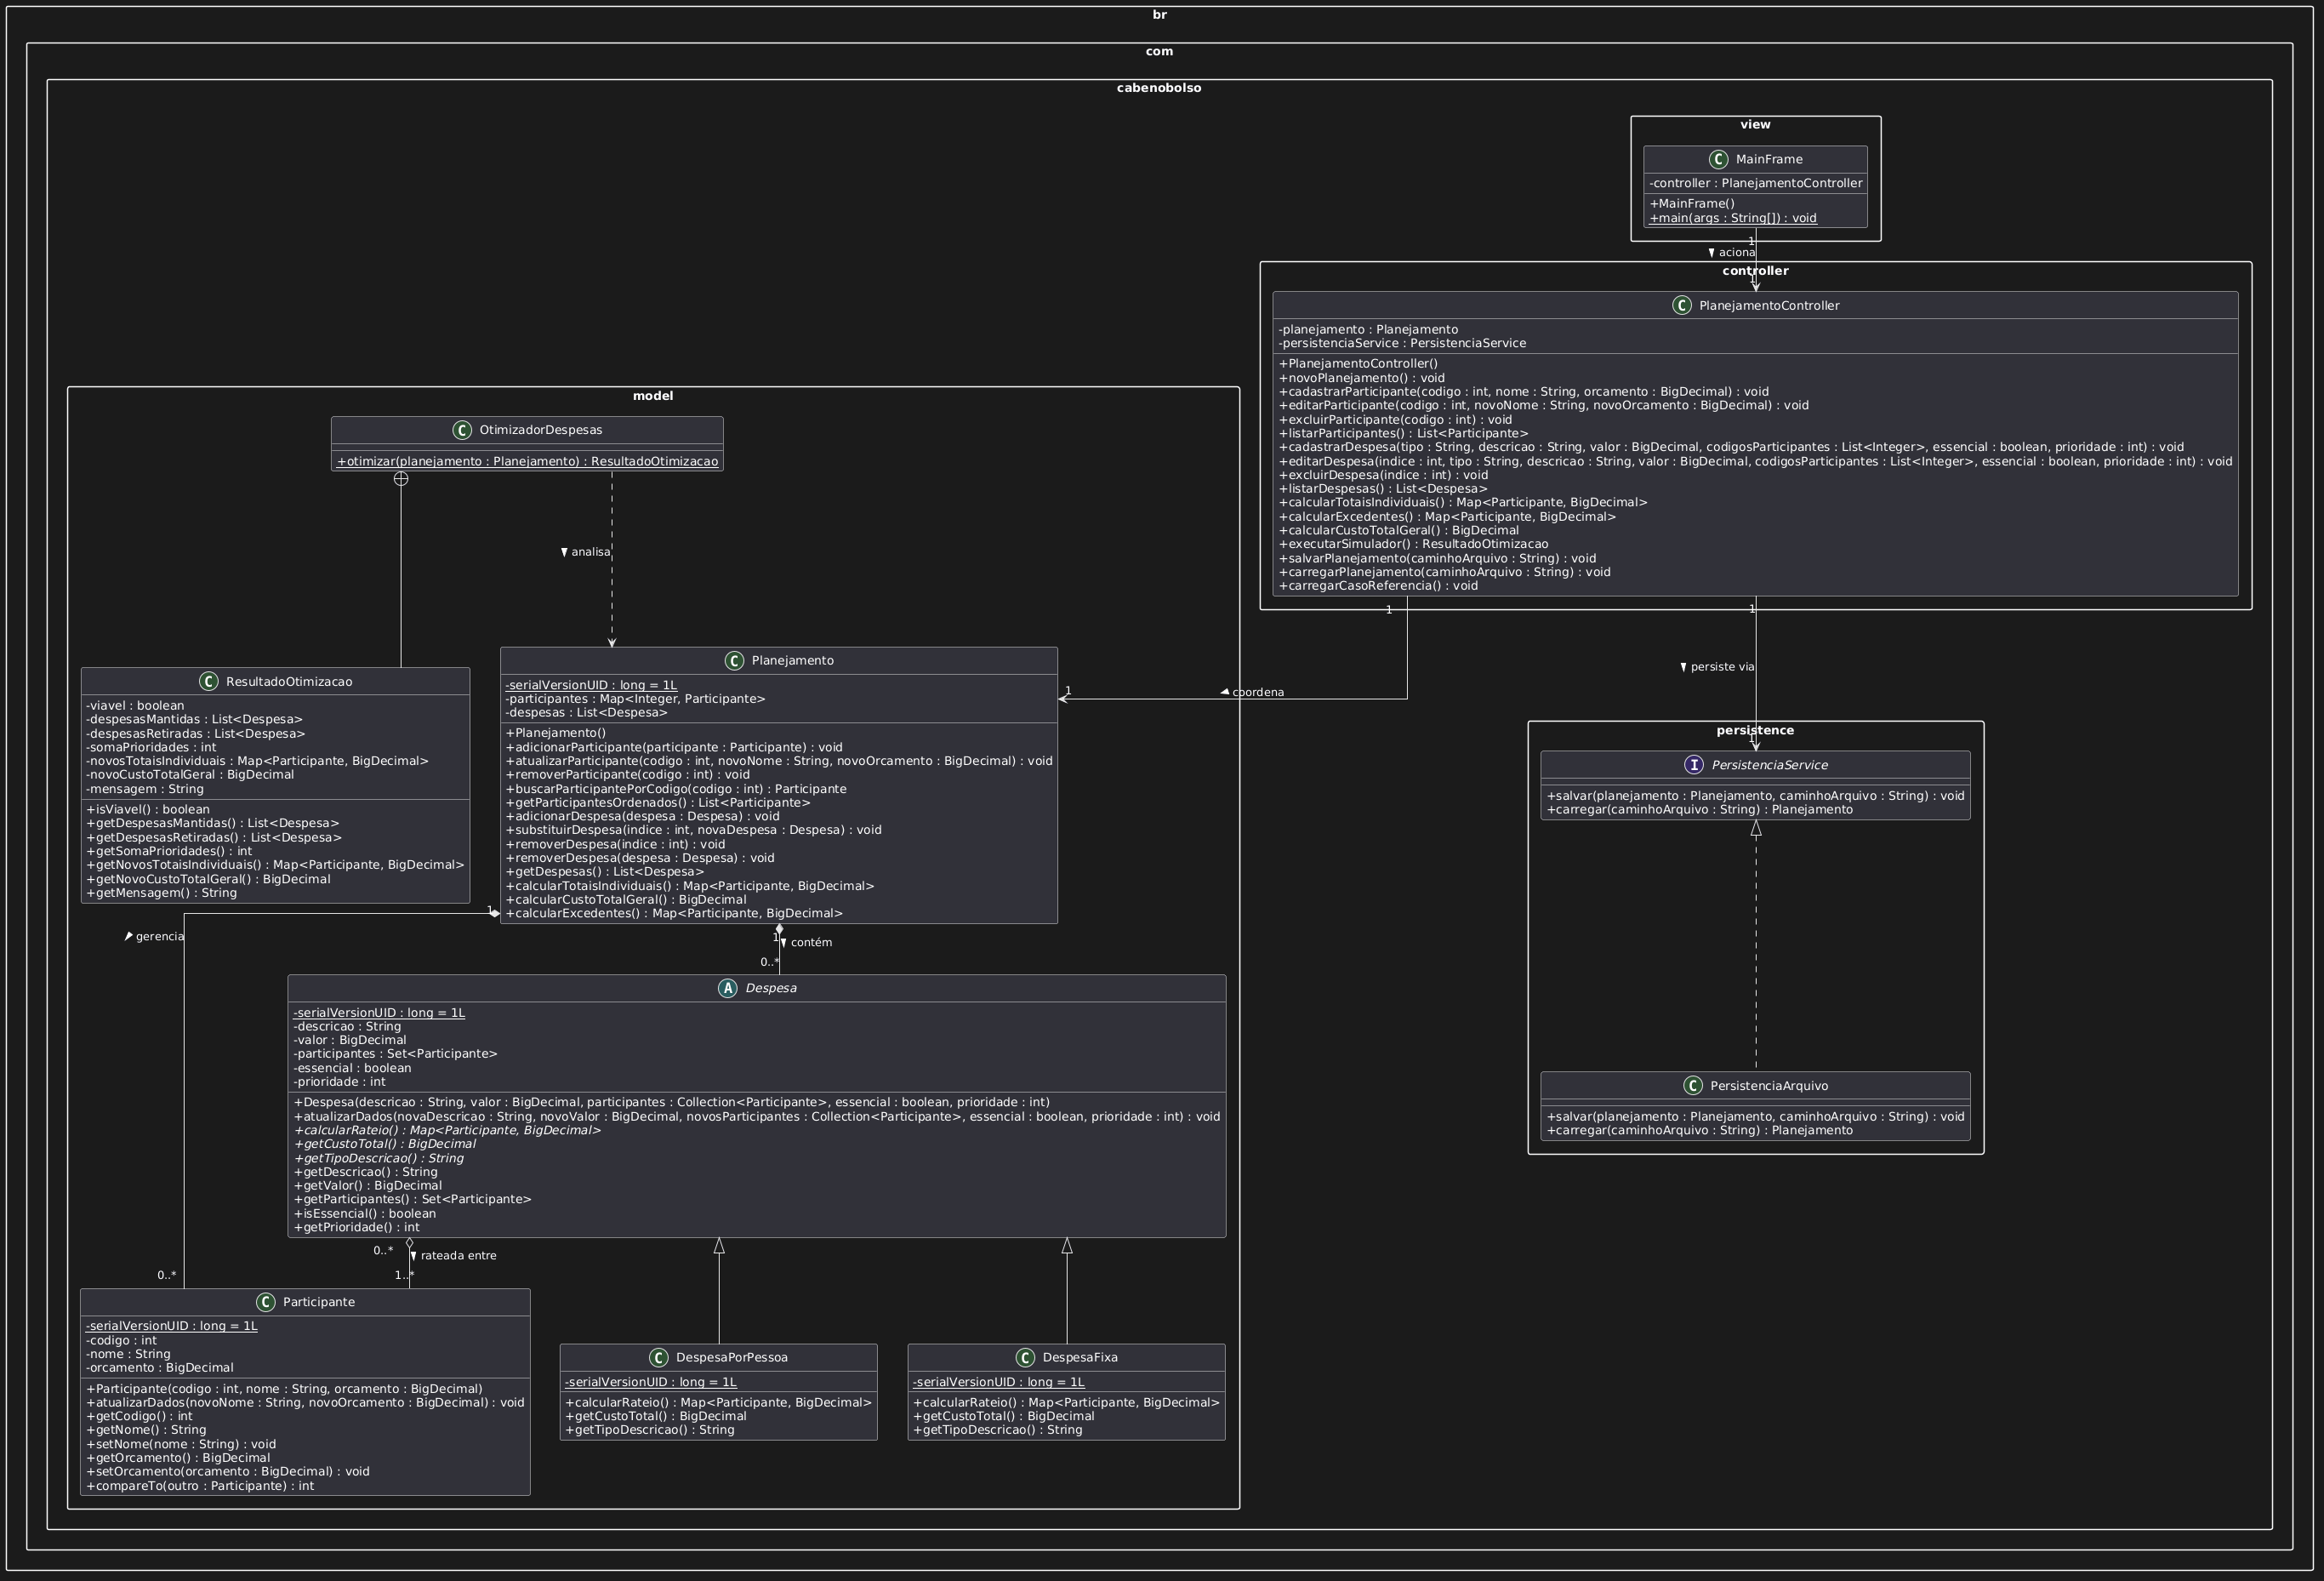 br
com
cabenobolso
view
C MainFrame
-controller : PlanejamentoController
+MainFrame()
+main(args : String[]) : void
1
aciona
1
controller
C PlanejamentoController
-planejamento : Planejamento
-persistenciaService : PersistenciaService
+PlanejamentoController()
+novoPlanejamento() : void
+cadastrarParticipante(codigo : int, nome : String, orcamento : BigDecimal) : void
+editarParticipante(codigo : int, novoNome : String, novoOrcamento : BigDecimal) : void
+excluirParticipante(codigo : int) : void
+listarParticipantes() : List<Participante>
+cadastrarDespesa(tipo : String, descricao : String, valor : BigDecimal, codigosParticipantes : List<Integer>, essencial : boolean, prioridade : int) : void
+editarDespesa(indice : int, tipo : String, descricao : String, valor : BigDecimal, codigosParticipantes : List<Integer>, essencial : boolean, prioridade : int) : void
+excluirDespesa(indice : int) : void
+listarDespesas() : List<Despesa>
+calcularTotaisIndividuais() : Map<Participante, BigDecimal>
+calcularExcedentes() : Map<Participante, BigDecimal>
+calcularCustoTotalGeral() : BigDecimal
+executarSimulador() : ResultadoOtimizacao
+salvarPlanejamento(caminhoArquivo : String) : void
+carregarPlanejamento(caminhoArquivo : String) : void
+carregarCasoReferencia() : void
1
1
model
C OtimizadorDespesas
+otimizar(planejamento : Planejamento) : ResultadoOtimizacao
analisa
C ResultadoOtimizacao
-viavel : boolean
-despesasMantidas : List<Despesa>
-despesasRetiradas : List<Despesa>
-somaPrioridades : int
-novosTotaisIndividuais : Map<Participante, BigDecimal>
-novoCustoTotalGeral : BigDecimal
-mensagem : String
+isViavel() : boolean
+getDespesasMantidas() : List<Despesa>
+getDespesasRetiradas() : List<Despesa>
+getSomaPrioridades() : int
+getNovosTotaisIndividuais() : Map<Participante, BigDecimal>
+getNovoCustoTotalGeral() : BigDecimal
+getMensagem() : String
C Planejamento
-serialVersionUID : long = 1L
-participantes : Map<Integer, Participante>
-despesas : List<Despesa>
+Planejamento()
+adicionarParticipante(participante : Participante) : void
+atualizarParticipante(codigo : int, novoNome : String, novoOrcamento : BigDecimal) : void
+removerParticipante(codigo : int) : void
+buscarParticipantePorCodigo(codigo : int) : Participante
+getParticipantesOrdenados() : List<Participante>
+adicionarDespesa(despesa : Despesa) : void
+substituirDespesa(indice : int, novaDespesa : Despesa) : void
+removerDespesa(indice : int) : void
+removerDespesa(despesa : Despesa) : void
+getDespesas() : List<Despesa>
+calcularTotaisIndividuais() : Map<Participante, BigDecimal>
+calcularCustoTotalGeral() : BigDecimal
+calcularExcedentes() : Map<Participante, BigDecimal>
1
coordena
persiste via
1
persistence
I PersistenciaService
+salvar(planejamento : Planejamento, caminhoArquivo : String) : void
+carregar(caminhoArquivo : String) : Planejamento
C PersistenciaArquivo
+salvar(planejamento : Planejamento, caminhoArquivo : String) : void
+carregar(caminhoArquivo : String) : Planejamento
1
gerencia
0..*
1
contém
0..*
A Despesa
-serialVersionUID : long = 1L
-descricao : String
-valor : BigDecimal
-participantes : Set<Participante>
-essencial : boolean
-prioridade : int
+Despesa(descricao : String, valor : BigDecimal, participantes : Collection<Participante>, essencial : boolean, prioridade : int)
+atualizarDados(novaDescricao : String, novoValor : BigDecimal, novosParticipantes : Collection<Participante>, essencial : boolean, prioridade : int) : void
+calcularRateio() : Map<Participante, BigDecimal>
+getCustoTotal() : BigDecimal
+getTipoDescricao() : String
+getDescricao() : String
+getValor() : BigDecimal
+getParticipantes() : Set<Participante>
+isEssencial() : boolean
+getPrioridade() : int
0..*
rateada entre
1..*
C Participante
-serialVersionUID : long = 1L
-codigo : int
-nome : String
-orcamento : BigDecimal
+Participante(codigo : int, nome : String, orcamento : BigDecimal)
+atualizarDados(novoNome : String, novoOrcamento : BigDecimal) : void
+getCodigo() : int
+getNome() : String
+setNome(nome : String) : void
+getOrcamento() : BigDecimal
+setOrcamento(orcamento : BigDecimal) : void
+compareTo(outro : Participante) : int
C DespesaPorPessoa
-serialVersionUID : long = 1L
+calcularRateio() : Map<Participante, BigDecimal>
+getCustoTotal() : BigDecimal
+getTipoDescricao() : String
C DespesaFixa
-serialVersionUID : long = 1L
+calcularRateio() : Map<Participante, BigDecimal>
+getCustoTotal() : BigDecimal
+getTipoDescricao() : String